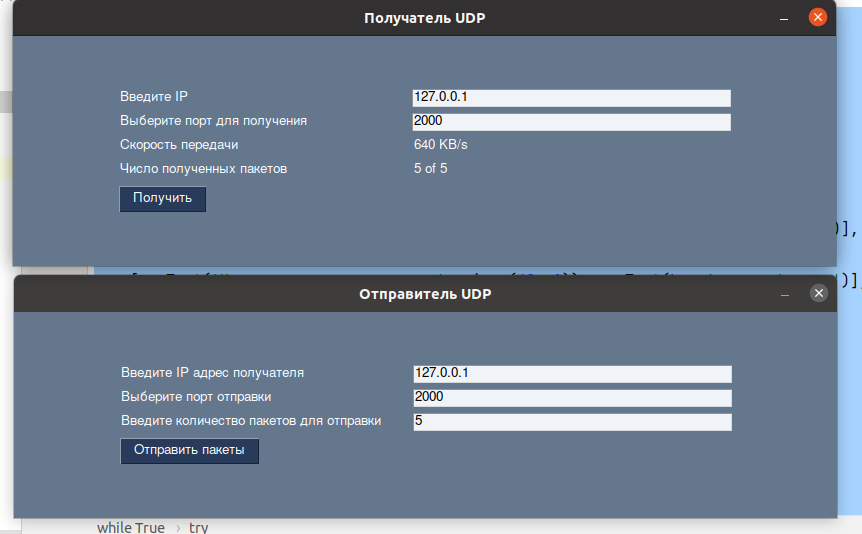 Получатель UDP
Введите IP 127.0.0.1
Выберите порт для получения 2000
Скорость передачи 640 KB/s
Число полученных пакетов 5 of 5
Получить
)],
)],
Отправитель UDP
Введите IP адрес получателя 127.0.0.1
Выберите порт отправки 2000
Введите количество пакетов для отправки 5
Отправить пакеты
while True › try